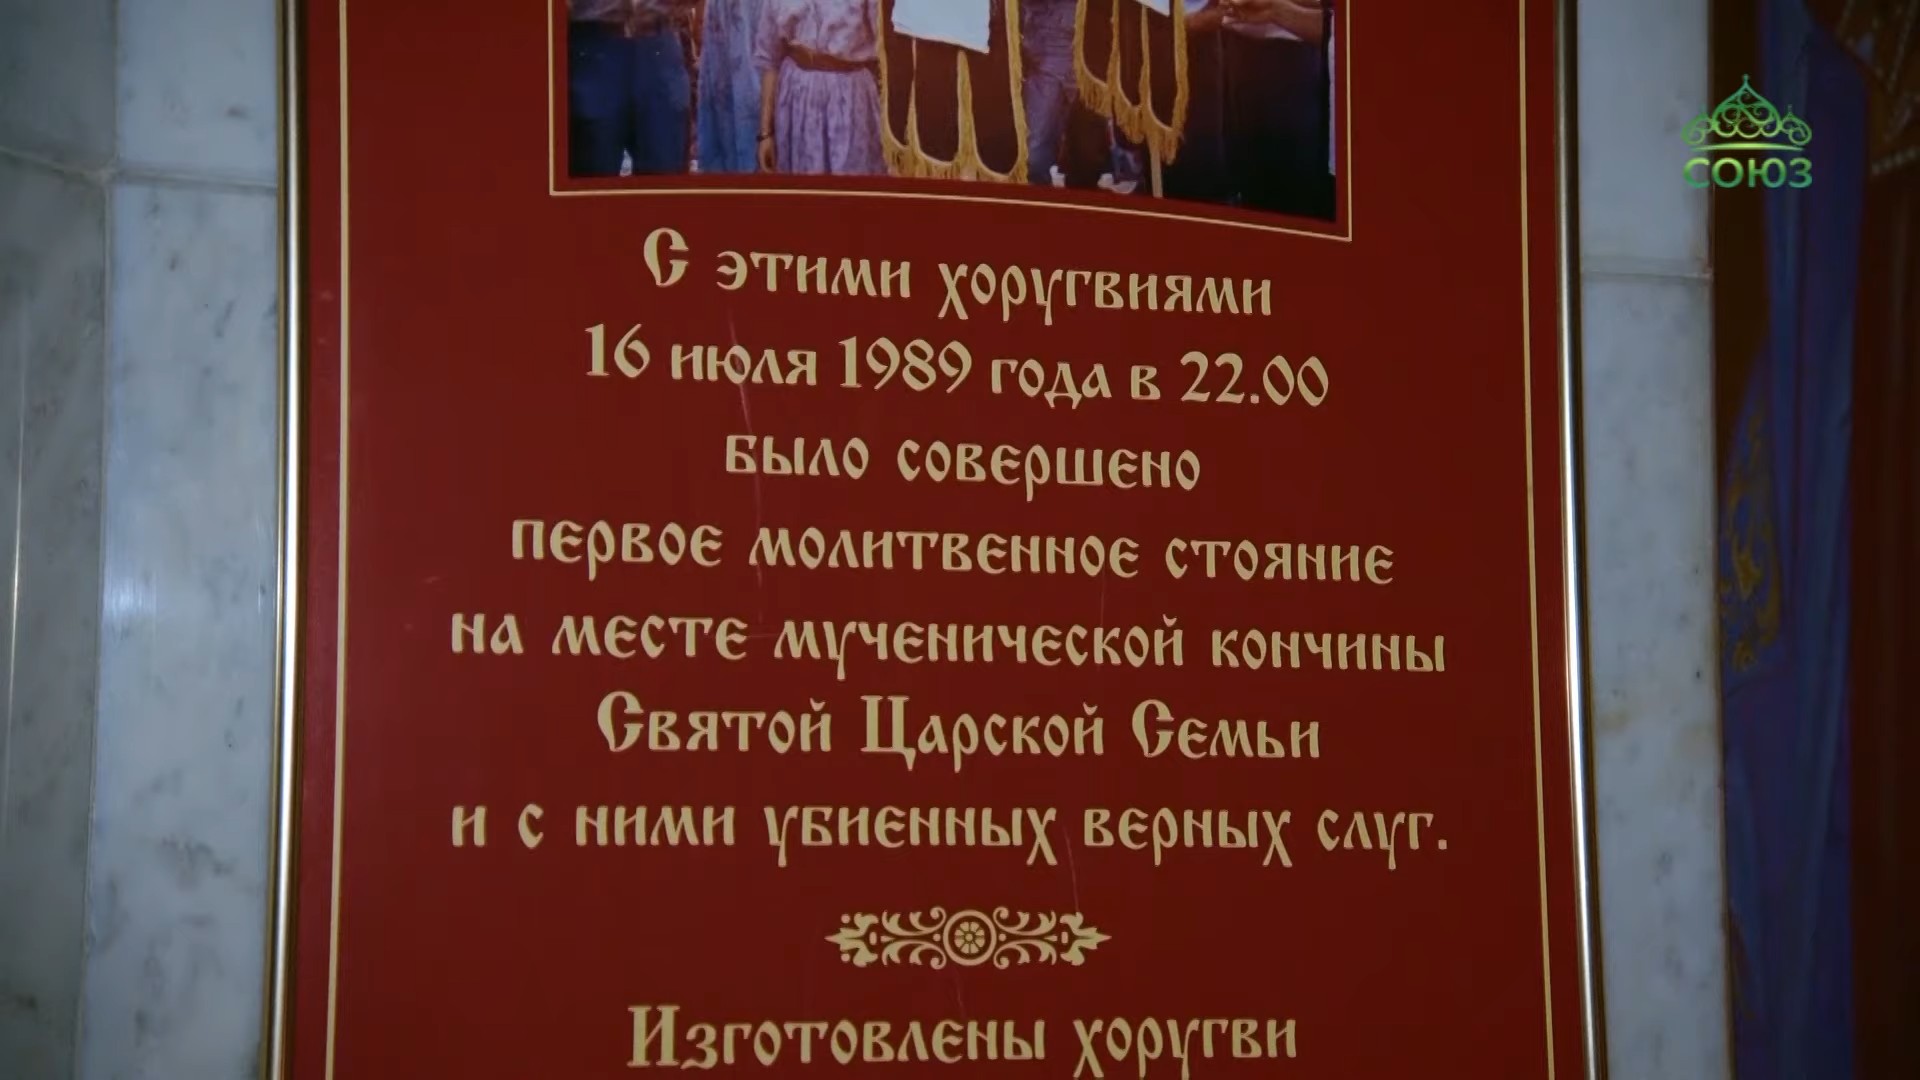 СОЮЗ
С этими хоругвиями
16 июля 1989 года в 22.00
было совершено
первое молитвенное стояние
на месте мученической кончины
Святой Царской Семьи
и с ними убиенных верных слуг.
Изготовлены хоругви